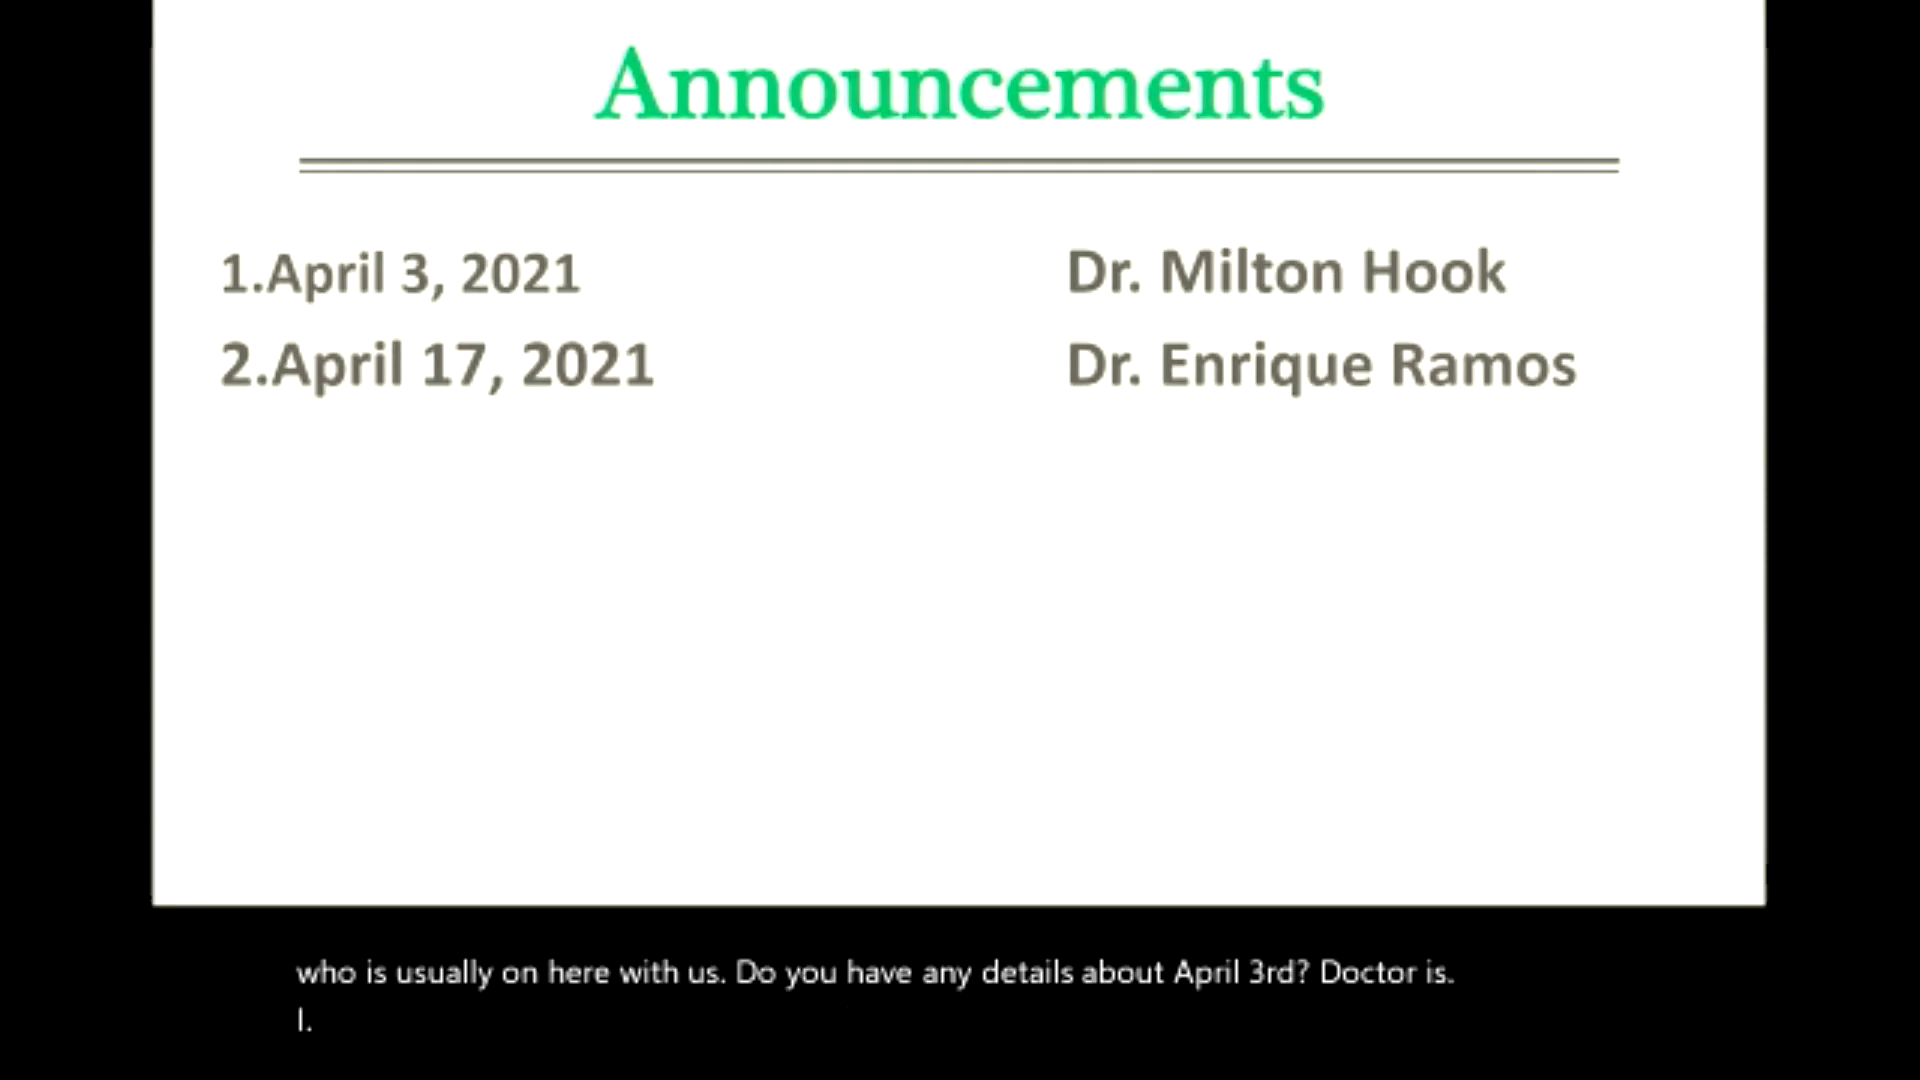 Announcements
1.April 3, 2021 Dr. Milton Hook
2.April 17, 2021 Dr. Enrique Ramos
who is usually on here with us. Do you have any details about April 3rd? Doctor is.
I.